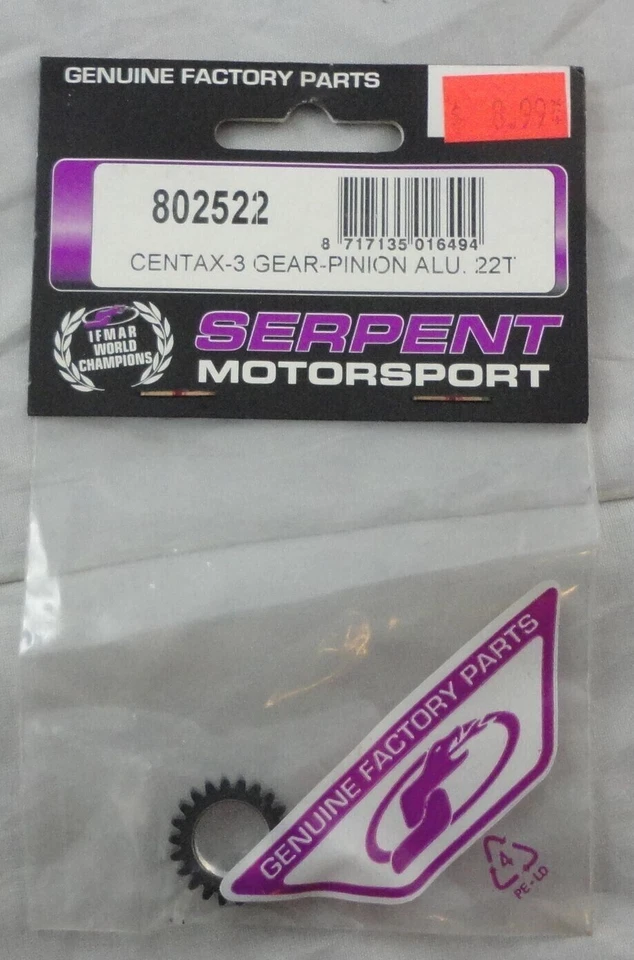 GENUINE FACTORY PARTS
8.99
802522
8 717135 016494
CENTAX-3 GEAR-PINION ALU. 22T
IFMAR
WORLD
CHAMPIONS
SERPENT
MOTORSPORT
GENUINE FACTORY PARTS
4
PE-LD